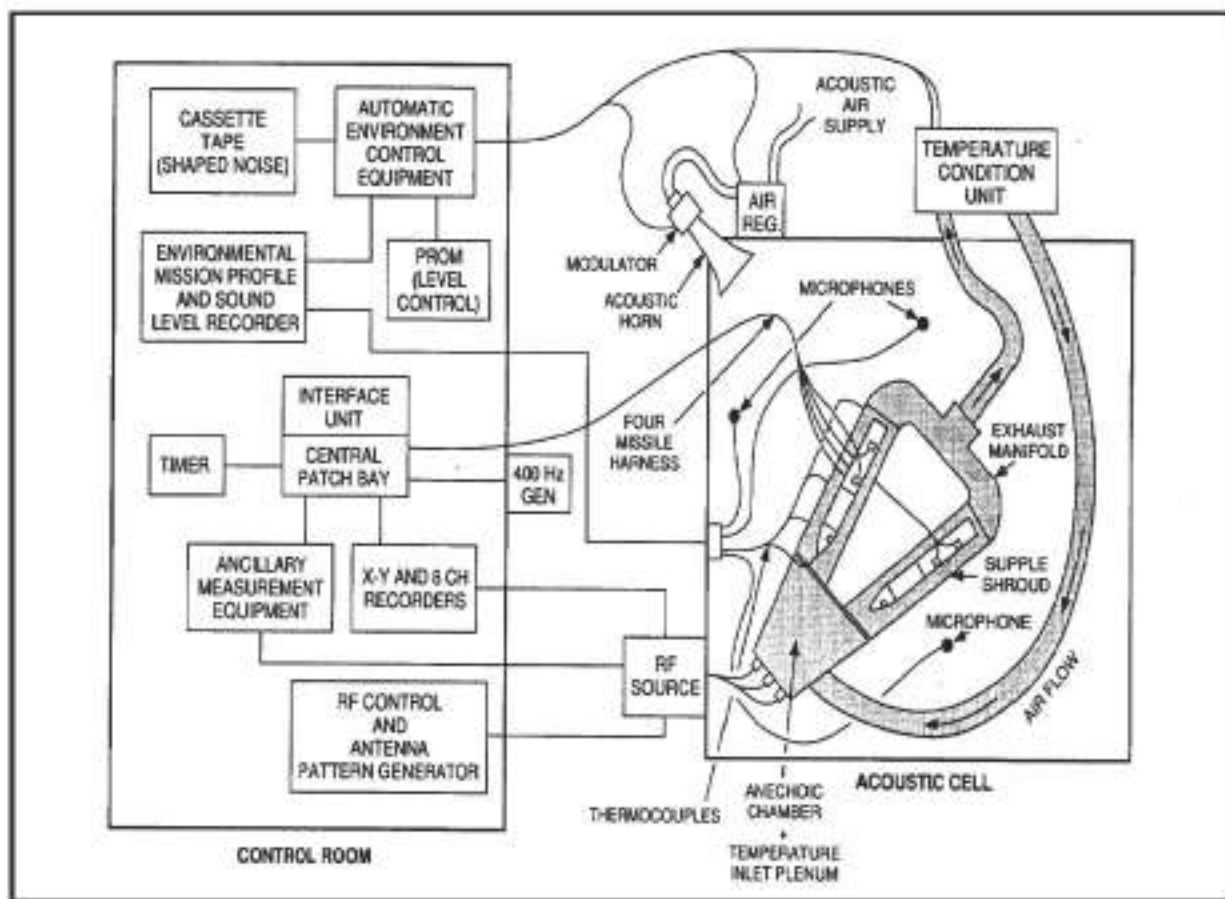 CASSETTE
TAPE
(SHAPED NOISE)
AUTOMATIC
ENVIRONMENT
CONTROL
EQUIPMENT
ENVIRONMENTAL
MISSION PROFILE
AND SOUND
LEVEL RECORDER
PROM
(LEVEL
CONTROL)
INTERFACE
UNIT
CENTRAL
PATCH BAY
TIMER
400 Hz
GEN
ANCILLARY
MEASUREMENT
EQUIPMENT
X-Y AND 8 CH
RECORDERS
RF CONTROL
AND
ANTENNA
PATTERN GENERATOR
CONTROL ROOM
RF
SOURCE
ACOUSTIC
AIR
SUPPLY
TEMPERATURE
CONDITION
UNIT
AIR
REG.
MODULATOR
ACOUSTIC
HORN
MICROPHONES
FOUR
MISSILE
HARNESS
EXHAUST
MANIFOLD
SUPPLE
SHROUD
MICROPHONE
AIR FLOW
ACOUSTIC CELL
THERMOCOUPLES
ANECHOIC
CHAMBER
+
TEMPERATURE
INLET PLENUM